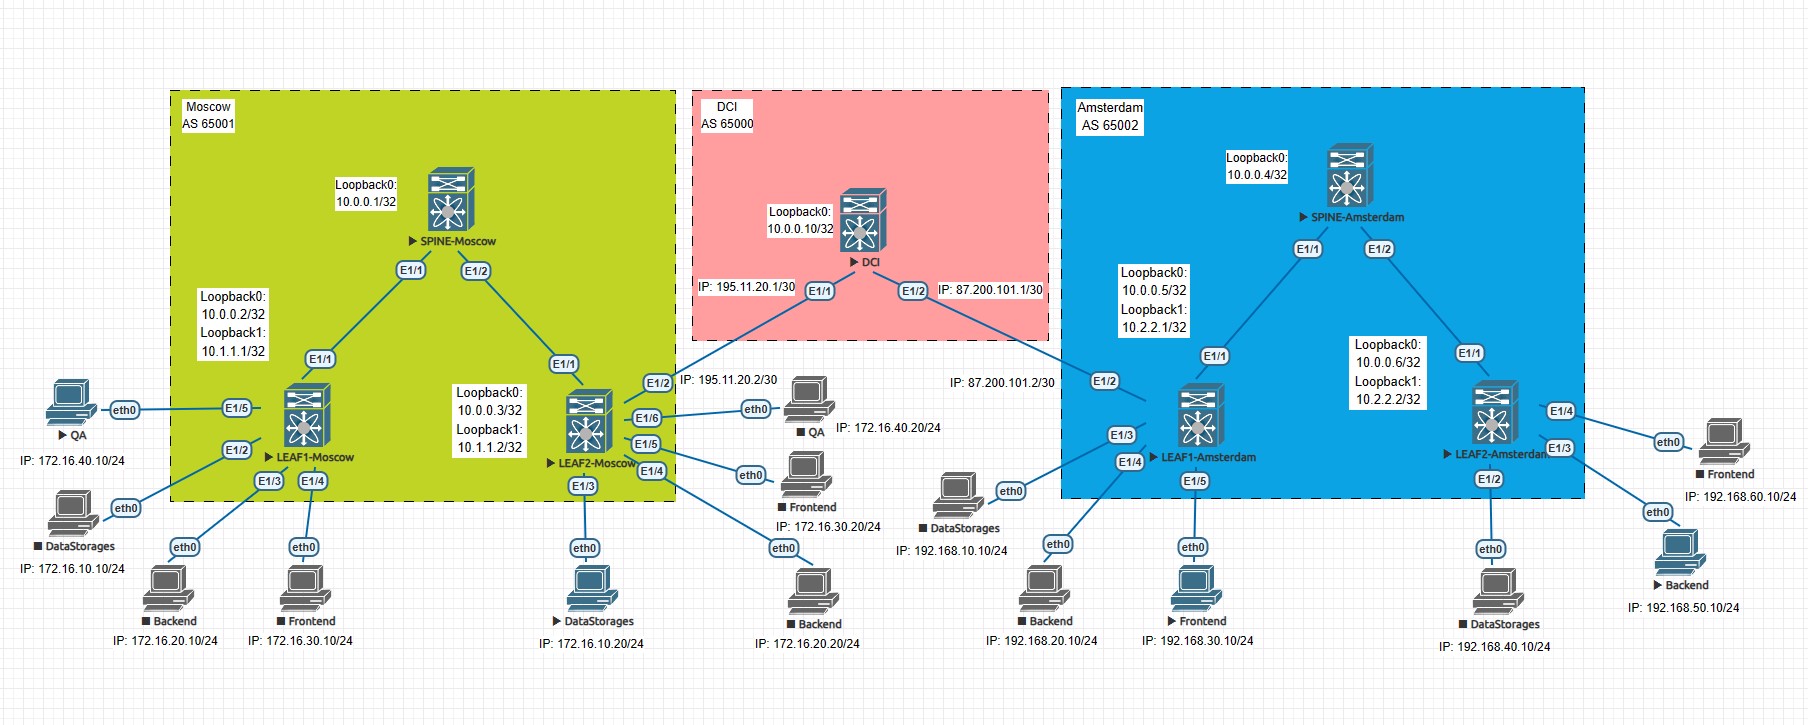 Moscow
AS 65001
Loopback0:
10.0.0.1/32
SPINE-Moscow
E1/1
E1/2
Loopback0:
10.0.0.2/32
Loopback1:
10.1.1.1/32
E1/1
E1/1
Loopback0:
10.0.0.3/32
Loopback1:
10.1.1.2/32
E1/5
E1/2
E1/3
E1/4
LEAF1-Moscow
E1/2
E1/6
E1/5
E1/4
E1/3
LEAF2-Moscow
eth0
QA
IP: 172.16.40.10/24
eth0
DataStorages
IP: 172.16.10.10/24
eth0
Backend
IP: 172.16.20.10/24
eth0
Frontend
IP: 172.16.30.10/24
eth0
DataStorages
IP: 172.16.10.20/24
eth0
Backend
IP: 172.16.20.20/24
eth0
Frontend
IP: 172.16.30.20/24
eth0
QA
IP: 172.16.40.20/24
DCI
AS 65000
Loopback0:
10.0.0.10/32
DCI
IP: 195.11.20.1/30
E1/1
E1/2
IP: 87.200.101.1/30
IP: 195.11.20.2/30
IP: 87.200.101.2/30
Amsterdam
AS 65002
Loopback0:
10.0.0.4/32
SPINE-Amsterdam
E1/1
E1/2
Loopback0:
10.0.0.5/32
Loopback1:
10.2.2.1/32
E1/1
E1/1
Loopback0:
10.0.0.6/32
Loopback1:
10.2.2.2/32
E1/2
E1/3
E1/4
E1/5
LEAF1-Amsterdam
E1/4
E1/3
E1/2
LEAF2-Amsterdam
eth0
DataStorages
IP: 192.168.10.10/24
eth0
Backend
IP: 192.168.20.10/24
eth0
Frontend
IP: 192.168.30.10/24
eth0
DataStorages
IP: 192.168.40.10/24
eth0
Backend
IP: 192.168.50.10/24
eth0
Frontend
IP: 192.168.60.10/24